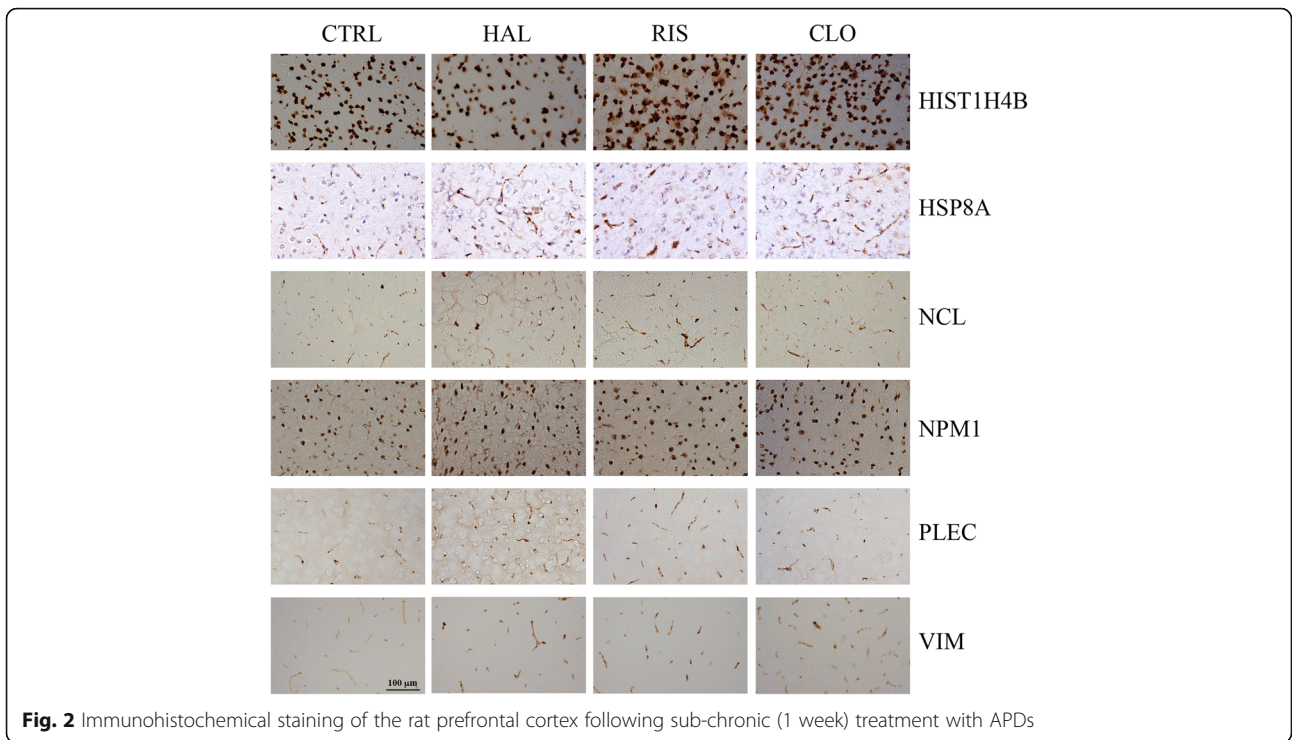 CTRL HAL RIS CLO
HIST1H4B
HSP8A
NCL
NPM1
PLEC
VIM
100 µm
Fig. 2 Immunohistochemical staining of the rat prefrontal cortex following sub-chronic (1 week) treatment with APDs